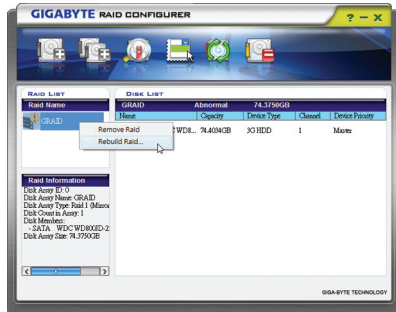 GIGABYTE RAID CONFIGURER
? - X
RAID LIST
Raid Name
GRAID
Remove Raid
Rebuild Raid...
DISK LIST
GRAID Abnormal 74.3750GB
Name Capacity Device Type Channel Device Priority
WD8... 74.4034GB 3G HDD 1 Master
Raid Information
Disk Array ID: 0
Disk Array Name: GRAID
Disk Array Type: Raid 1 (Mirror
Disk Count in Array: 1
Disk Members:
- SATA WDC WD800JD-2
Disk Array Size: 74.3750GB
GIGA-BYTE TECHNOLOGY